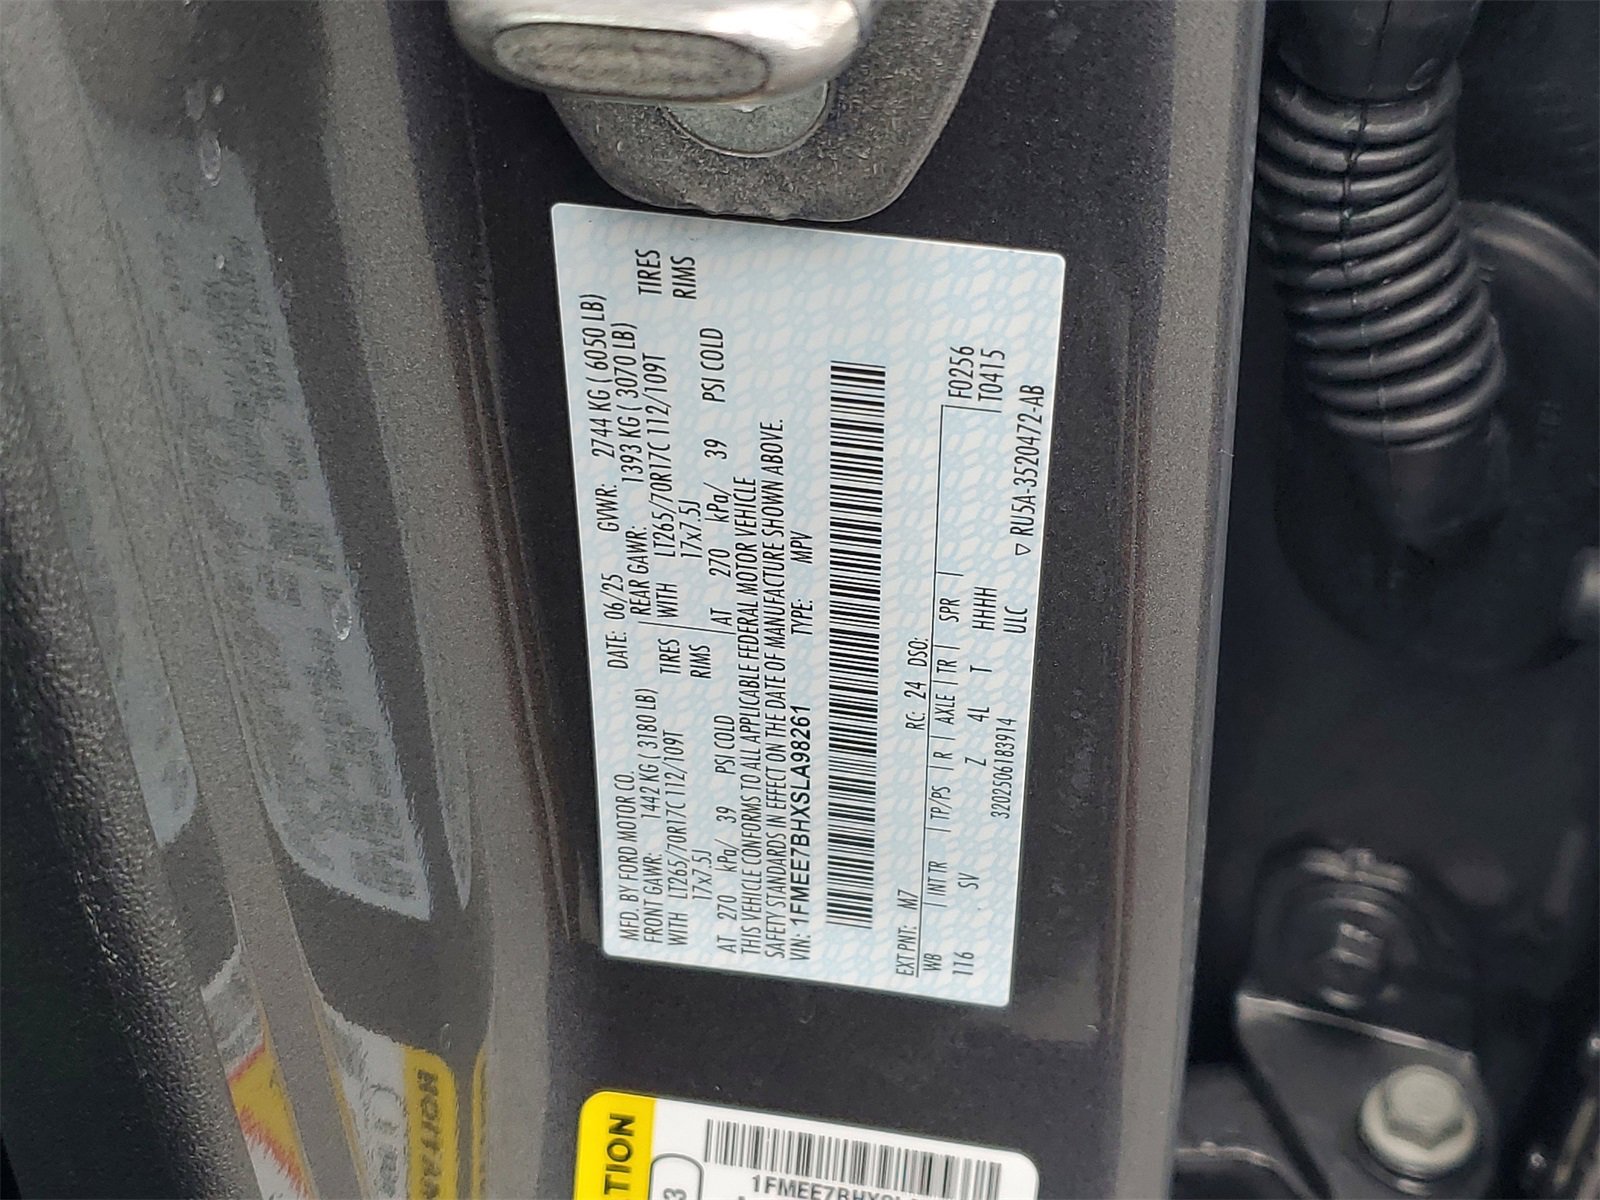 MFD. BY FORD MOTOR CO.
DATE: 06/25 GVWR: 2744 KG ( 6050 LB)
FRONT GAWR: 1442 KG ( 3180 LB)
REAR GAWR: 1393 KG ( 3070 LB)
WITH LT265/70R17C 112/109T TIRES
WITH LT265/70R17C 112/109T TIRES
17x7.5J RIMS
17x7.5J RIMS
AT 270 kPa/ 39 PSI COLD
AT 270 kPa/ 39 PSI COLD
THIS VEHICLE CONFORMS TO ALL APPLICABLE FEDERAL MOTOR VEHICLE
SAFETY STANDARDS IN EFFECT ON THE DATE OF MANUFACTURE SHOWN ABOVE.
VIN: 1FMEE7BHXSLA98261 TYPE: MPV
EXT PNT: M7 RC: 24 DSO: F0256
WB INT TR TP/PS R AXLE TR SPR T0415
116 SV Z 4L T HHHH
3202506183914 ULC ▽ RU5A-3520472-AB
TION
3